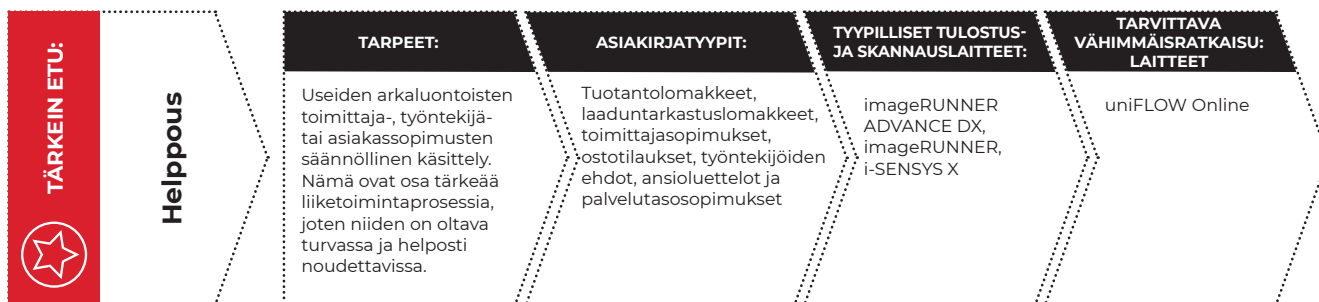 TÄRKEIN ETU:
Helppous
TARPEET:
Useiden arkaluontoisten
toimittaja-, työntekijä-
tai asiakassopimusten
säännöllinen käsittely.
Nämä ovat osa tärkeää
liiketoimintaprosessia,
joten niiden on oltava
turvassa ja helposti
noudettavissa.
ASIAKIRJATYYPIT:
Tuotantolomakkeet,
laaduntarkastuslomakkeet,
toimittajasopimukset,
ostotilaukset, työntekijöiden
ehdot, ansioluettelot ja
palvelutasosopimukset
TYYPILLISET TULOSTUS-
JA SKANNAUSLAITTEET:
imageRUNNER
ADVANCE DX,
imageRUNNER,
i-SENSYS X
TARVITTAVA
VÄHIMMÄISRATKAISU:
LAITTEET
uniFLOW Online